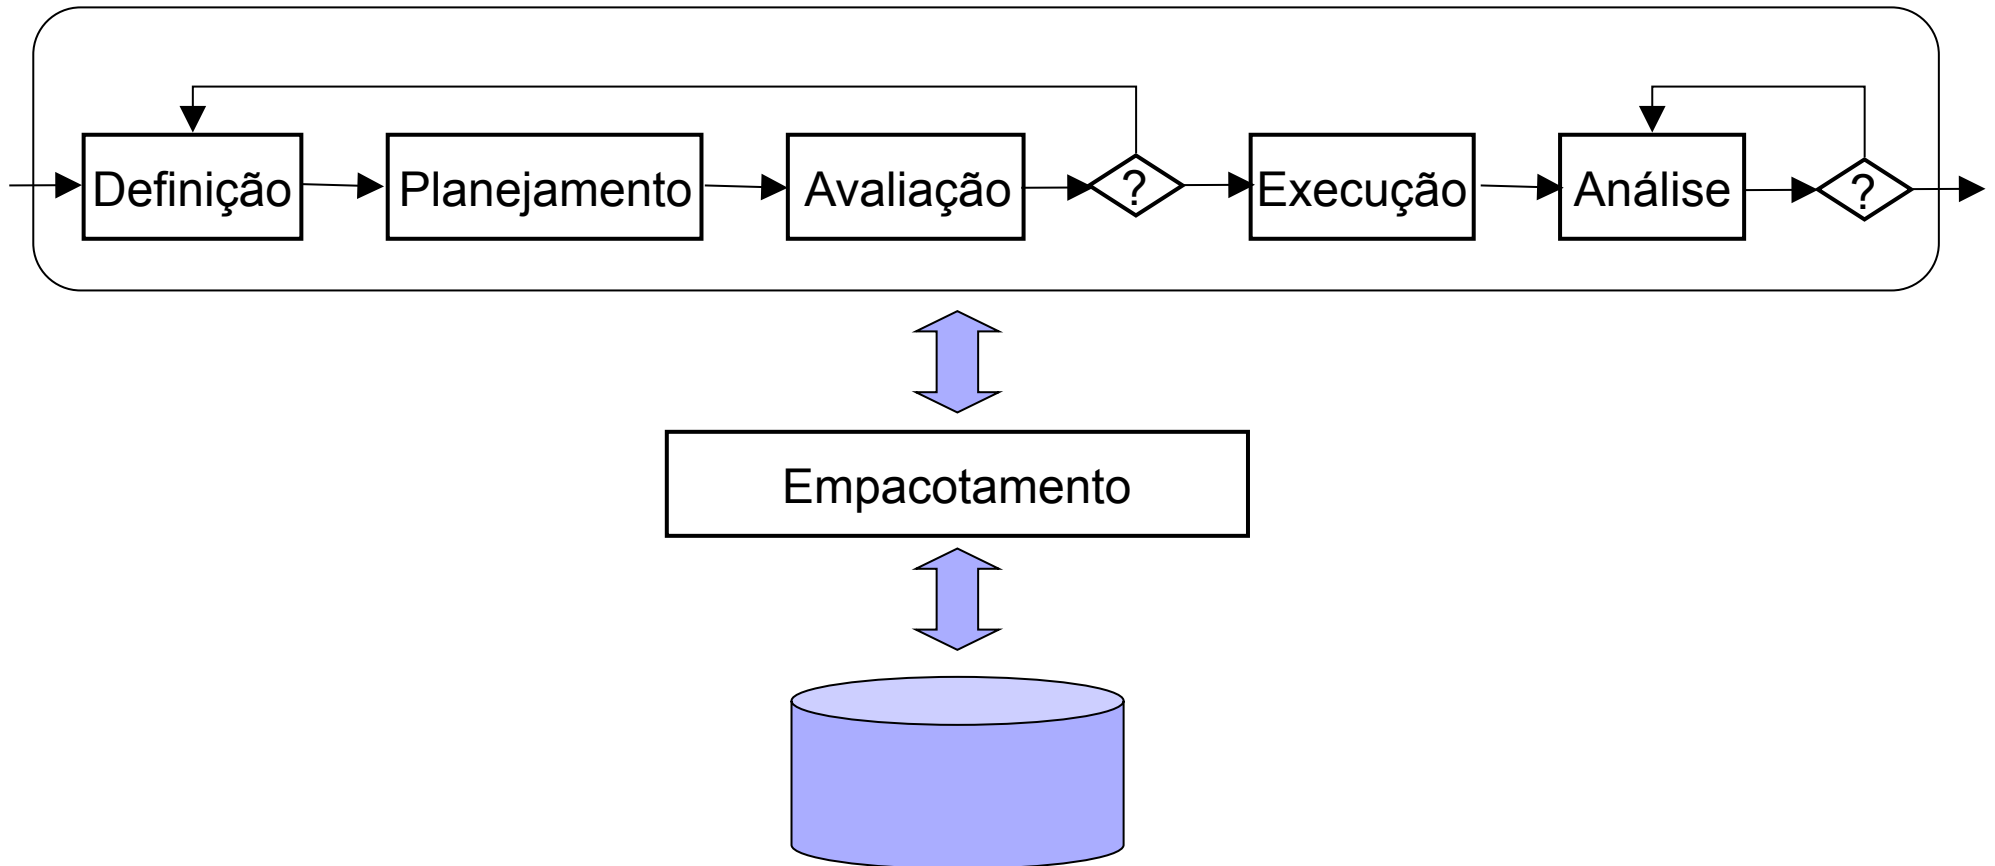 Definição
Planejamento
Avaliação
?
Execução
Análise
?
Empacotamento